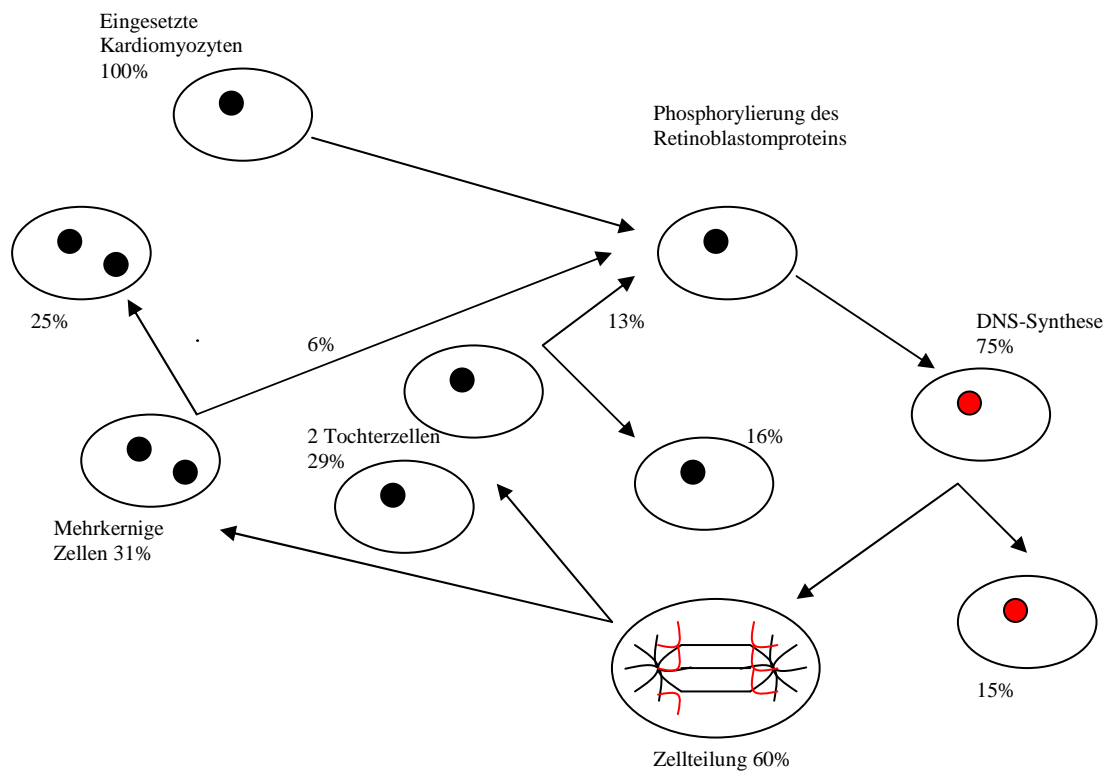 Eingesetzte
Kardiomyozyten
100%
Phosphorylierung des
Retinoblastomproteins
25%
6%
13%
DNS-Synthese
75%
2 Tochterzellen
29%
16%
Mehrkernige
Zellen 31%
15%
Zellteilung 60%